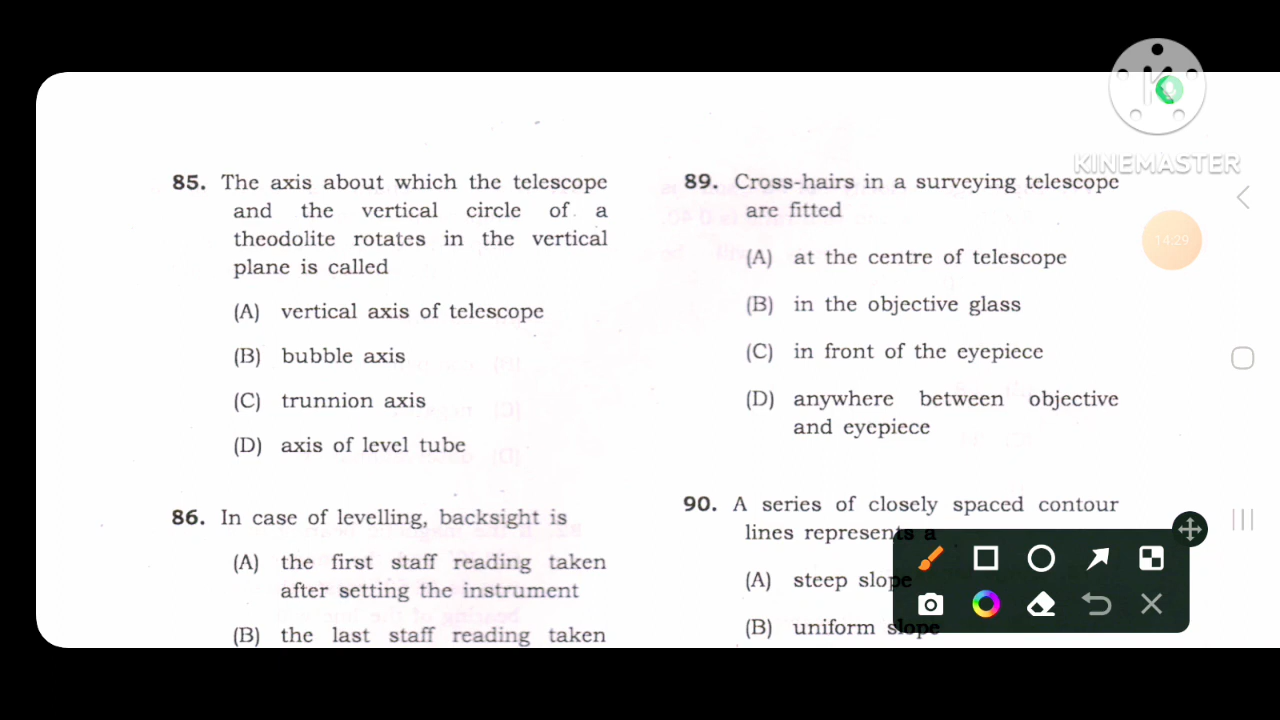 85. The axis about which the telescope
and the vertical circle of a
theodolite rotates in the vertical
plane is called
(A) vertical axis of telescope
(B) bubble axis
(C) trunnion axis
(D) axis of level tube
86. In case of levelling, backsight is
(A) the first staff reading taken
after setting the instrument
(B) the last staff reading taken
89. Cross-hairs in a surveying telescope
are fitted
(A) at the centre of telescope
(B) in the objective glass
(C) in front of the eyepiece
(D) anywhere between objective
and eyepiece
90. A series of closely spaced contour
lines represents a
(A) steep slope
(B) uniform slope
KINEMASTER
14:29